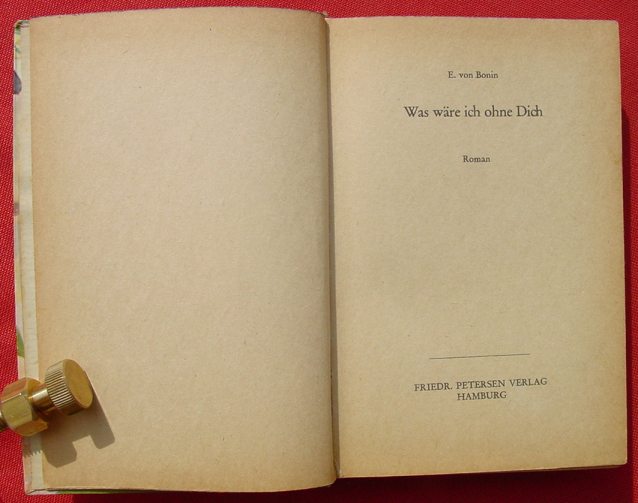 E. von Bonin
Was wäre ich ohne Dich
Roman
FRIEDR. PETERSEN VERLAG
HAMBURG